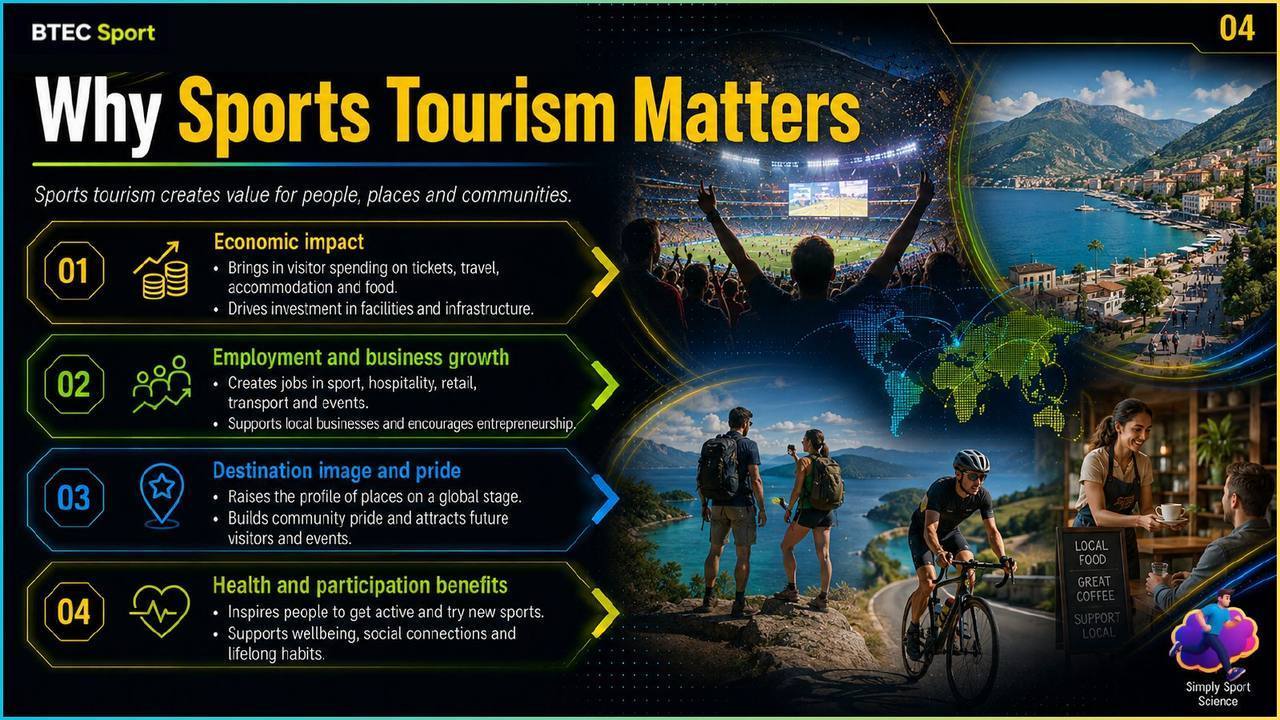 BTEC Sport
04
Why Sports Tourism Matters
Sports tourism creates value for people, places and communities.
01
Economic impact
• Brings in visitor spending on tickets, travel,
accommodation and food.
• Drives investment in facilities and infrastructure.
02
Employment and business growth
• Creates jobs in sport, hospitality, retail,
transport and events.
• Supports local businesses and encourages entrepreneurship.
03
Destination image and pride
• Raises the profile of places on a global stage.
• Builds community pride and attracts future
visitors and events.
04
Health and participation benefits
• Inspires people to get active and try new sports.
• Supports wellbeing, social connections and
lifelong habits.
LOCAL
FOOD
GREAT
COFFEE
SUPPORT
LOCAL
Simply Sport
Science